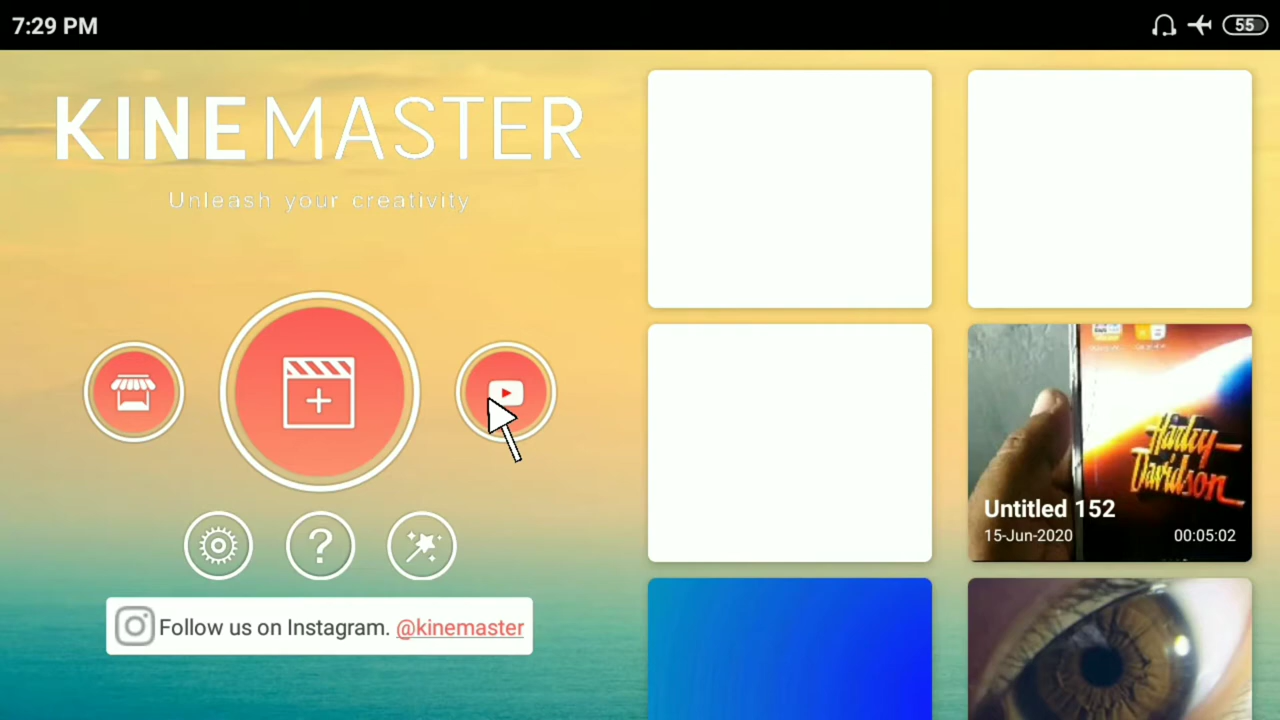 7:29 PM
55
KINEMASTER
Unleash your creativity
Follow us on Instagram. @kinemaster
Harley-
Davidson
Untitled 152
15-Jun-2020
00:05:02